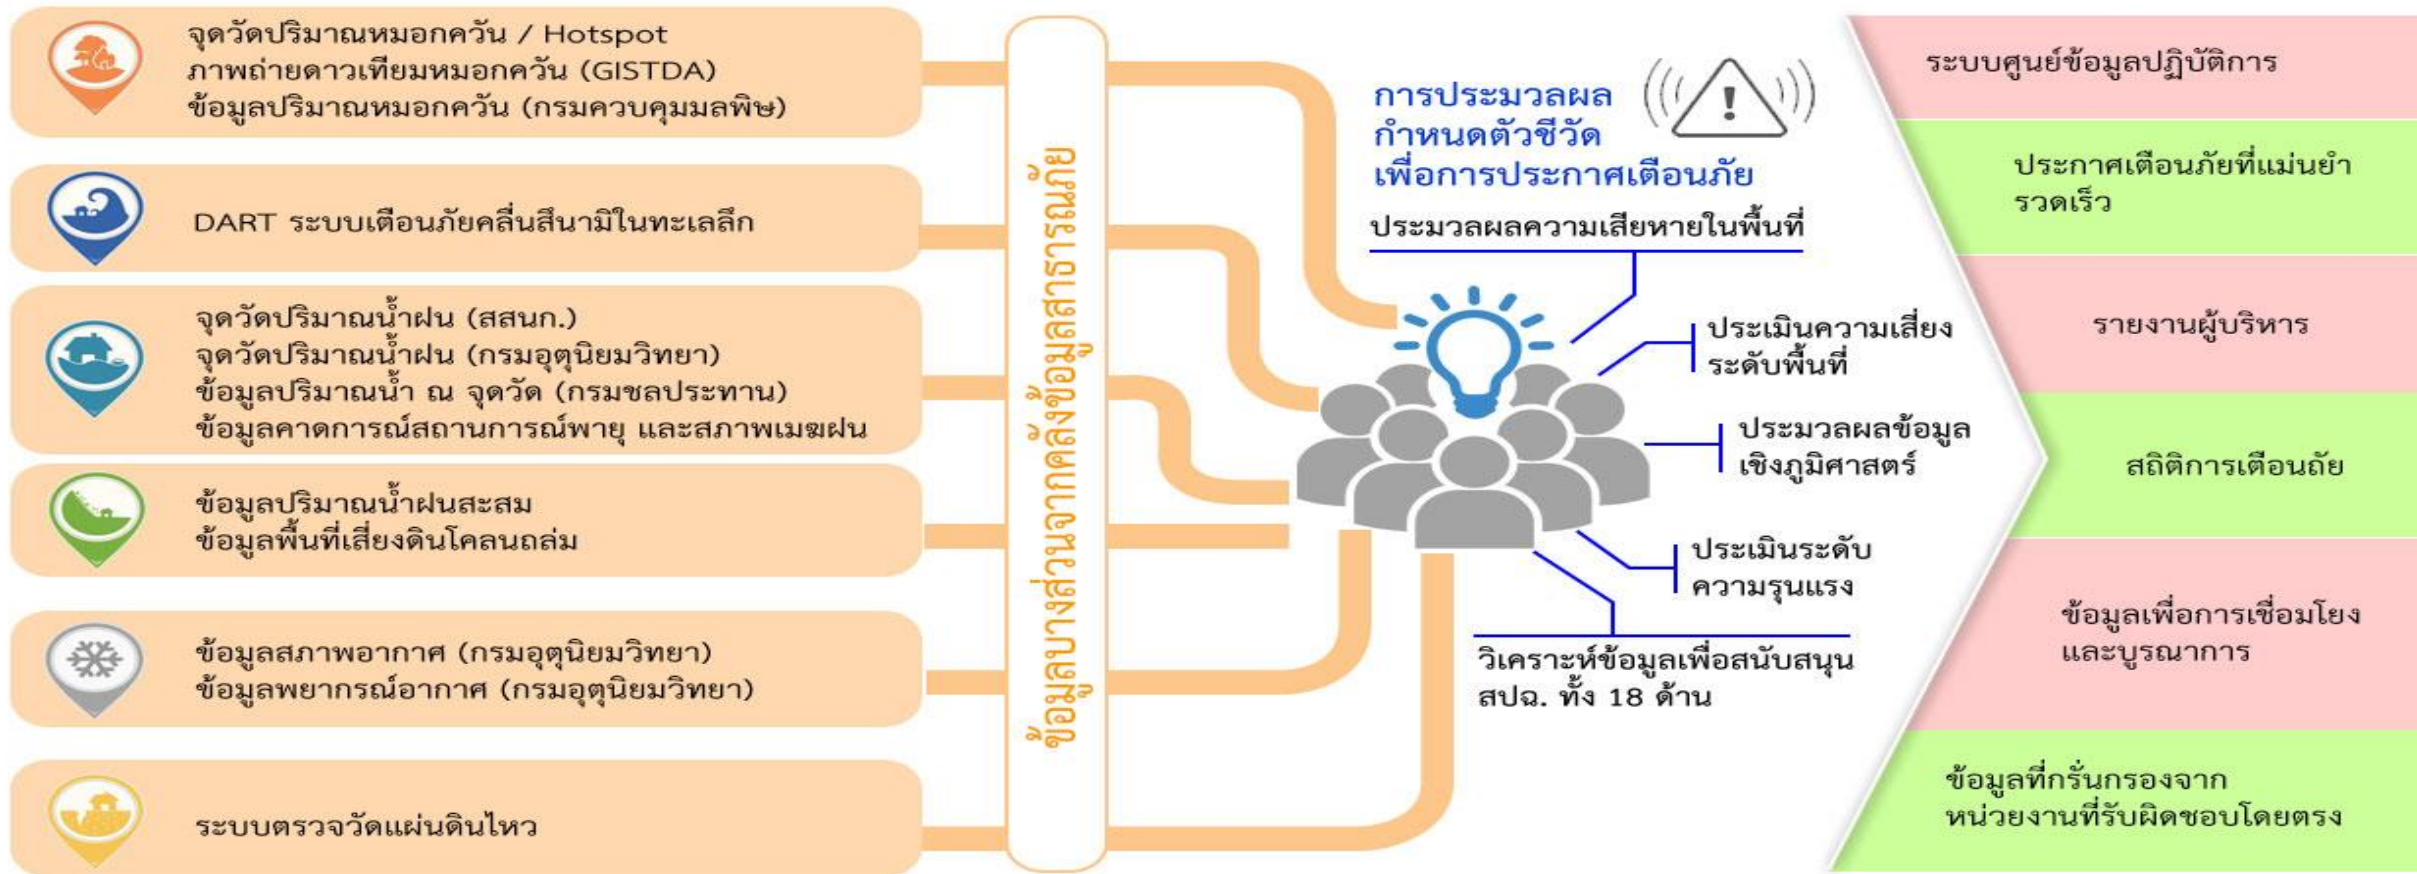 จุดวัดปริมาณหมอกควัน / Hotspot
ภาพถ่ายดาวเทียมหมอกควัน (GISTDA)
ข้อมูลปริมาณหมอกควัน (กรมควบคุมมลพิษ)
DART ระบบเตือนภัยคลื่นสึนามิในทะเลลึก
จุดวัดปริมาณน้ำฝน (สสนก.)
จุดวัดปริมาณน้ำฝน (กรมอุตุนิยมวิทยา)
ข้อมูลปริมาณน้ำ ณ จุดวัด (กรมชลประทาน)
ข้อมูลคาดการณ์สถานการณ์พายุ และสภาพเมฆฝน
ข้อมูลปริมาณน้ำฝนสะสม
ข้อมูลพื้นที่เสี่ยงดินโคลนถล่ม
ข้อมูลสภาพอากาศ (กรมอุตุนิยมวิทยา)
ข้อมูลพยากรณ์อากาศ (กรมอุตุนิยมวิทยา)
ระบบตรวจวัดแผ่นดินไหว
ข้อมูลบางส่วนจากคลังข้อมูลสาธารณภัย
การประมวลผล
กำหนดตัวชี้วัด
เพื่อการประกาศเตือนภัย
ประมวลผลความเสียหายในพื้นที่
ประเมินความเสี่ยง
ระดับพื้นที่
ประมวลผลข้อมูล
เชิงภูมิศาสตร์
ประเมินระดับ
ความรุนแรง
วิเคราะห์ข้อมูลเพื่อสนับสนุน
สปฉ. ทั้ง 18 ด้าน
ระบบศูนย์ข้อมูลปฏิบัติการ
ประกาศเตือนภัยที่แม่นยำ
รวดเร็ว
รายงานผู้บริหาร
สถิติการเตือนถัย
ข้อมูลเพื่อการเชื่อมโยง
และบูรณาการ
ข้อมูลที่กรั่นกรองจาก
หน่วยงานที่รับผิดชอบโดยตรง